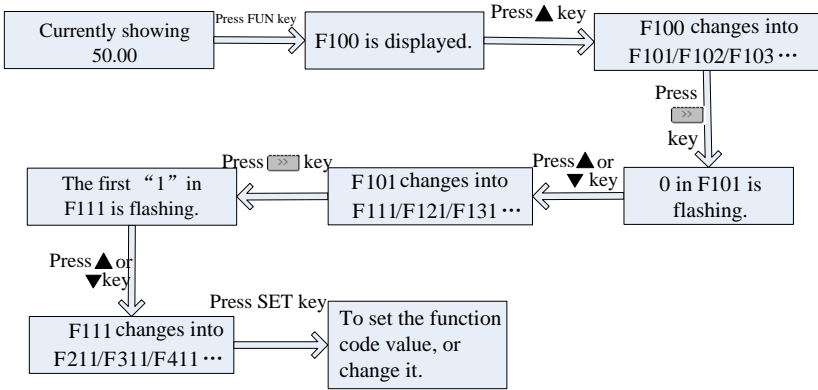 Currently showing
50.00
Press FUN key
F100 is displayed.
Press ▲ key
F100 changes into
F101/F102/F103 ⋯
Press
>>
key
0 in F101 is
flashing.
Press ▲ or
▼ key
F101 changes into
F111/F121/F131 ⋯
Press >> key
The first “1” in
F111 is flashing.
Press ▲ or
▼ key
F111 changes into
F211/F311/F411 ⋯
Press SET key
To set the function
code value, or
change it.